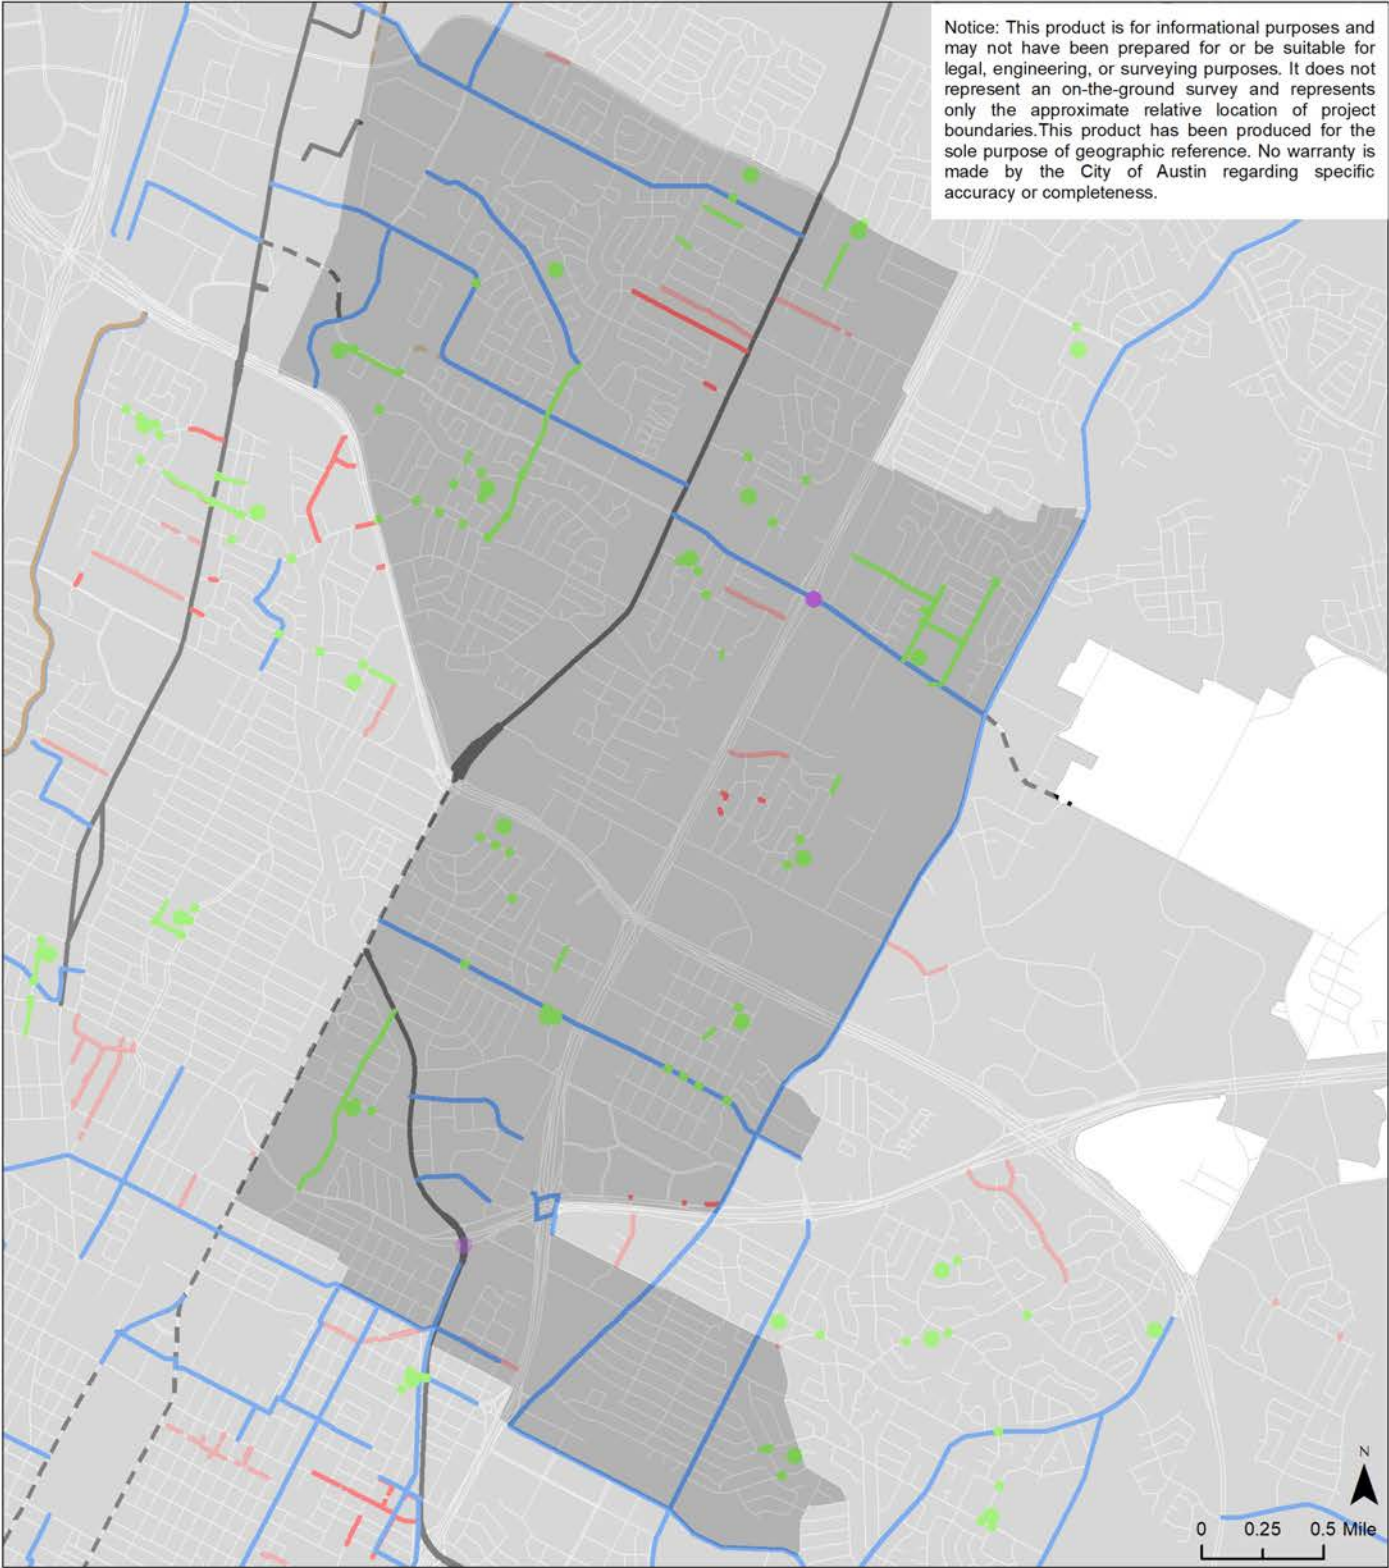 Notice: This product is for informational purposes and
may not have been prepared for or be suitable for
legal, engineering, or surveying purposes. It does not
represent an on-the-ground survey and represents
only the approximate relative location of project
boundaries.This product has been produced for the
sole purpose of geographic reference. No warranty is
made by the City of Austin regarding specific
accuracy or completeness.
N
0 0.25 0.5 Mile